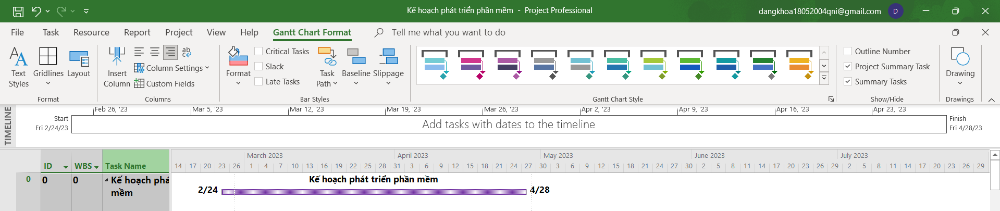 Kế hoạch phát triển phần mềm - Project Professional
dangkhoa18052004qni@gmail.com
D
File Task Resource Report Project View Help Gantt Chart Format Tell me what you want to do
Text Styles
Gridlines
Layout
Format
Insert Column
ab
Column Settings
Custom Fields
Columns
Format
Critical Tasks
Slack
Late Tasks
Task Path
Baseline
Slippage
Bar Styles
Gantt Chart Style
Outline Number
Project Summary Task
Summary Tasks
Show/Hide
Drawing
Drawings
TIMELINE
Feb 26, '23 Mar 5, '23 Mar 12, '23 Mar 19, '23 Mar 26, '23 Apr 2, '23 Apr 9, '23 Apr 16, '23 Apr 23, '23
Start
Fri 2/24/23
Add tasks with dates to the timeline
Finish
Fri 4/28/23
March 2023 April 2023 May 2023 June 2023 July 2023
ID WBS Task Name
14 17 20 23 26 1 4 7 10 13 16 19 22 25 28 31 3 6 9 12 15 18 21 24 27 30 3 6 9 12 15 18 21 24 27 30 2 5 8 11 14 17 20 23 26 29 2 5 8 11 14 17 20 23 26 29
0 0 0 Kế hoạch phá
mềm
Kế hoạch phát triển phần mềm
2/24 4/28